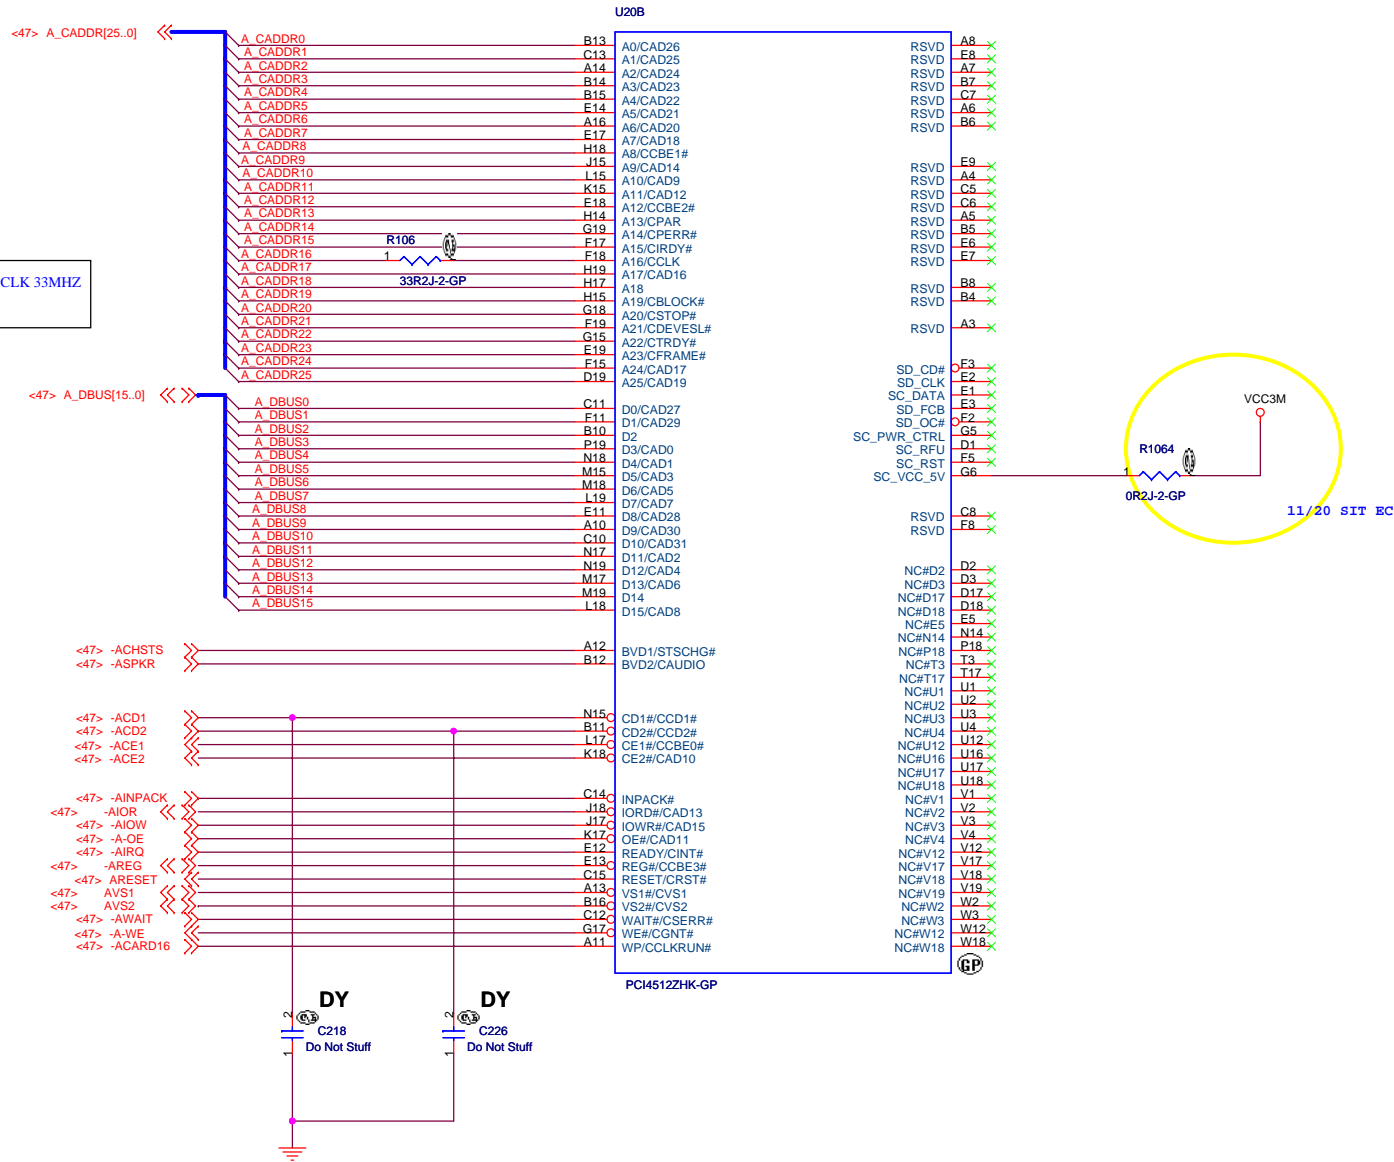 U20B
<47> A_CADDR[25..0]
A_CADDR0 B13 A0/CAD26 RSVD A8
A_CADDR1 C13 A1/CAD25 RSVD E8
A_CADDR2 A14 A2/CAD24 RSVD A7
A_CADDR3 B14 A3/CAD23 RSVD B7
A_CADDR4 B15 A4/CAD22 RSVD C7
A_CADDR5 E14 A5/CAD21 RSVD A6
A_CADDR6 A16 A6/CAD20 RSVD B6
A_CADDR7 E17 A7/CAD18
A_CADDR8 H18 A8/CCBE1#
A_CADDR9 J15 A9/CAD14 RSVD E9
A_CADDR10 L15 A10/CAD9 RSVD A4
A_CADDR11 K15 A11/CAD12 RSVD C5
A_CADDR12 E18 A12/CCBE2# RSVD C6
A_CADDR13 H14 A13/CPAR RSVD A5
A_CADDR14 G19 A14/CPERR# RSVD B5
A_CADDR15 R106 F17 A15/CIRDY# RSVD E6
A_CADDR16 1 2 F18 A16/CCLK RSVD E7
A_CADDR17 H19 A17/CAD16
33R2J-2-GP
CLK 33MHZ
A_CADDR18 H17 A18 RSVD B8
A_CADDR19 H15 A19/CBLOCK# RSVD B4
A_CADDR20 G18 A20/CSTOP#
A_CADDR21 F19 A21/CDEVESL# RSVD A3
A_CADDR22 G15 A22/CTRDY#
A_CADDR23 E19 A23/CFRAME#
A_CADDR24 F15 A24/CAD17 SD_CD# F3
A_CADDR25 D19 A25/CAD19 SD_CLK E2
<47> A_DBUS[15..0] SC_DATA E1
VCC3M
A_DBUS0 C11 D0/CAD27 SD_FCB E3
A_DBUS1 F11 D1/CAD29 SD_OC# F2
A_DBUS2 B10 D2 SC_PWR_CTRL G5
A_DBUS3 P19 D3/CAD0 SC_RFU D1
R1064
A_DBUS4 N18 D4/CAD1 SC_RST F5
A_DBUS5 M15 D5/CAD3 SC_VCC_5V G6 1
A_DBUS6 M18 D6/CAD5
0R2J-2-GP
A_DBUS7 L19 D7/CAD7
11/20 SIT EC
A_DBUS8 E11 D8/CAD28 RSVD C8
A_DBUS9 A10 D9/CAD30 RSVD F8
A_DBUS10 C10 D10/CAD31
A_DBUS11 N17 D11/CAD2
A_DBUS12 N19 D12/CAD4 NC#D2 D2
A_DBUS13 M17 D13/CAD6 NC#D3 D3
A_DBUS14 M19 D14 NC#D17 D17
A_DBUS15 L18 D15/CAD8 NC#D18 D18
NC#E5 E5
NC#N14 N14
<47> -ACHSTS A12 BVD1/STSCHG# NC#P18 P18
<47> -ASPKR B12 BVD2/CAUDIO NC#T3 T3
NC#T17 T17
NC#U1 U1
NC#U2 U2
<47> -ACD1 N15 CD1#/CCD1# NC#U3 U3
<47> -ACD2 B11 CD2#/CCD2# NC#U4 U4
<47> -ACE1 L17 CE1#/CCBE0# NC#U12 U12
<47> -ACE2 K18 CE2#/CAD10 NC#U16 U16
NC#U17 U17
NC#U18 U18
<47> -AINPACK C14 INPACK# NC#V1 V1
<47> -AIOR J18 IORD#/CAD13 NC#V2 V2
<47> -AIOW J17 IOWR#/CAD15 NC#V3 V3
<47> -A-OE K17 OE#/CAD11 NC#V4 V4
<47> -AIRQ E12 READY/CINT# NC#V12 V12
<47> -AREG E13 REG#/CCBE3# NC#V17 V17
<47> ARESET C15 RESET/CRST# NC#V18 V18
<47> AVS1 A13 VS1#/CVS1 NC#V19 V19
<47> AVS2 B16 VS2#/CVS2 NC#W2 W2
<47> -AWAIT C12 WAIT#/CSERR# NC#W3 W3
<47> -A-WE G17 WE#/CGNT# NC#W12 W12
<47> -ACARD16 A11 WP/CCLKRUN# NC#W18 W18
GP
PCI4512ZHK-GP
DY DY
2 2
C218 C226
Do Not Stuff Do Not Stuff
1 1